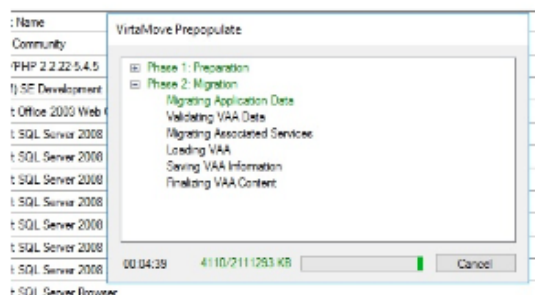 : Name
Community
/PHP 2.2.22-5.4.5
) SE Development
t Office 2003 Web
t SQL Server 2008
t SQL Server 2008
t SQL Server 2008
t SQL Server 2008
t SQL Server 2008
t SQL Server 2008
t SQL Server 2008
t SQL Server Browser
VirtaMove Prepopulate
Phase 1: Preparation
Phase 2: Migration
Migrating Application Data
Validating VAA Data
Migrating Associated Services
Loading VAA
Saving VAA Information
Finalizing VAA Content
00:04:39 4110/2111293 KB Cancel